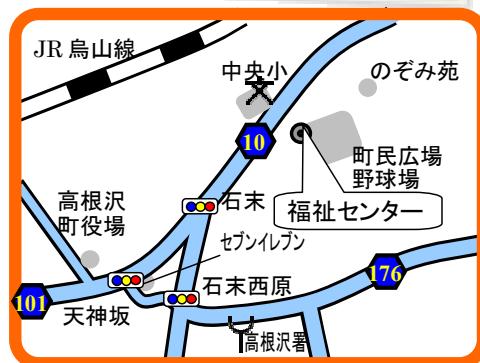 JR 烏山線
中央小
のぞみ苑
10
町民広場
野球場
高根沢
町役場
石末
福祉センター
セブンイレブン
176
石末西原
101
天神坂
高根沢署